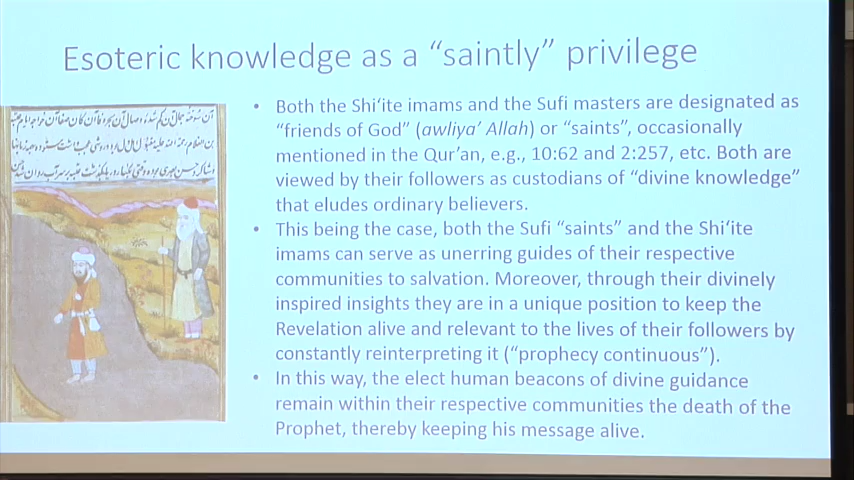 Esoteric knowledge as a “saintly” privilege
• Both the Shi‘ite imams and the Sufi masters are designated as
“friends of God” (awliya’ Allah) or “saints”, occasionally
mentioned in the Qur’an, e.g., 10:62 and 2:257, etc. Both are
viewed by their followers as custodians of “divine knowledge”
that eludes ordinary believers.
• This being the case, both the Sufi “saints” and the Shi‘ite
imams can serve as unerring guides of their respective
communities to salvation. Moreover, through their divinely
inspired insights they are in a unique position to keep the
Revelation alive and relevant to the lives of their followers by
constantly reinterpreting it (“prophecy continuous”).
• In this way, the elect human beacons of divine guidance
remain within their respective communities the death of the
Prophet, thereby keeping his message alive.